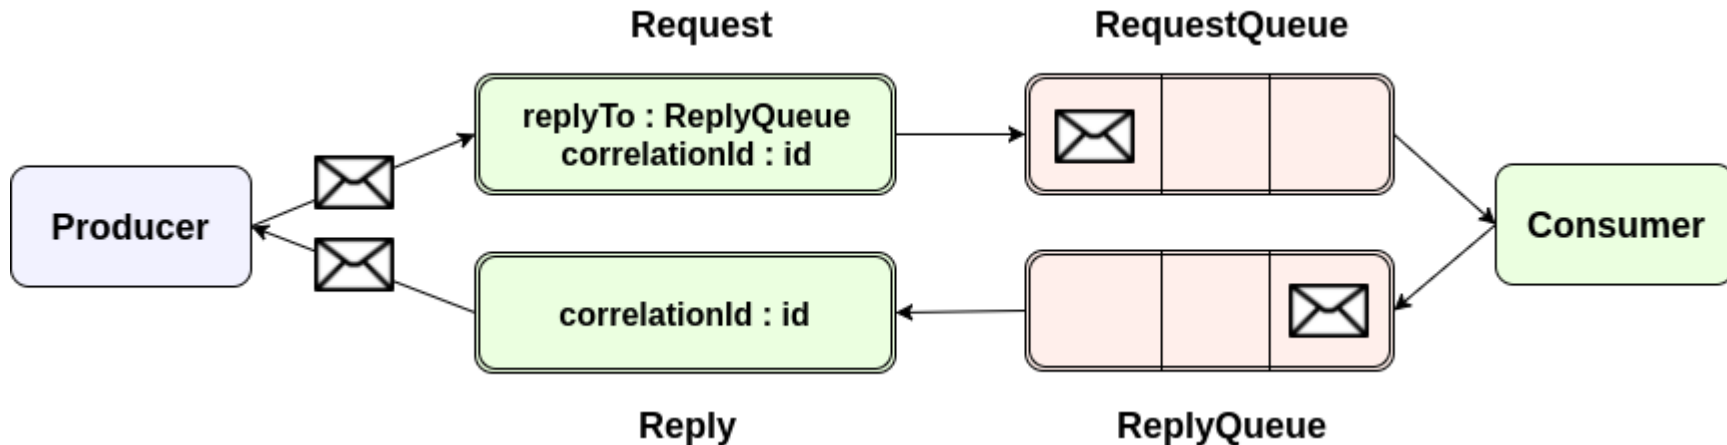 Request
RequestQueue
replyTo : ReplyQueue
correlationId : id
Producer
Consumer
correlationId : id
Reply
ReplyQueue